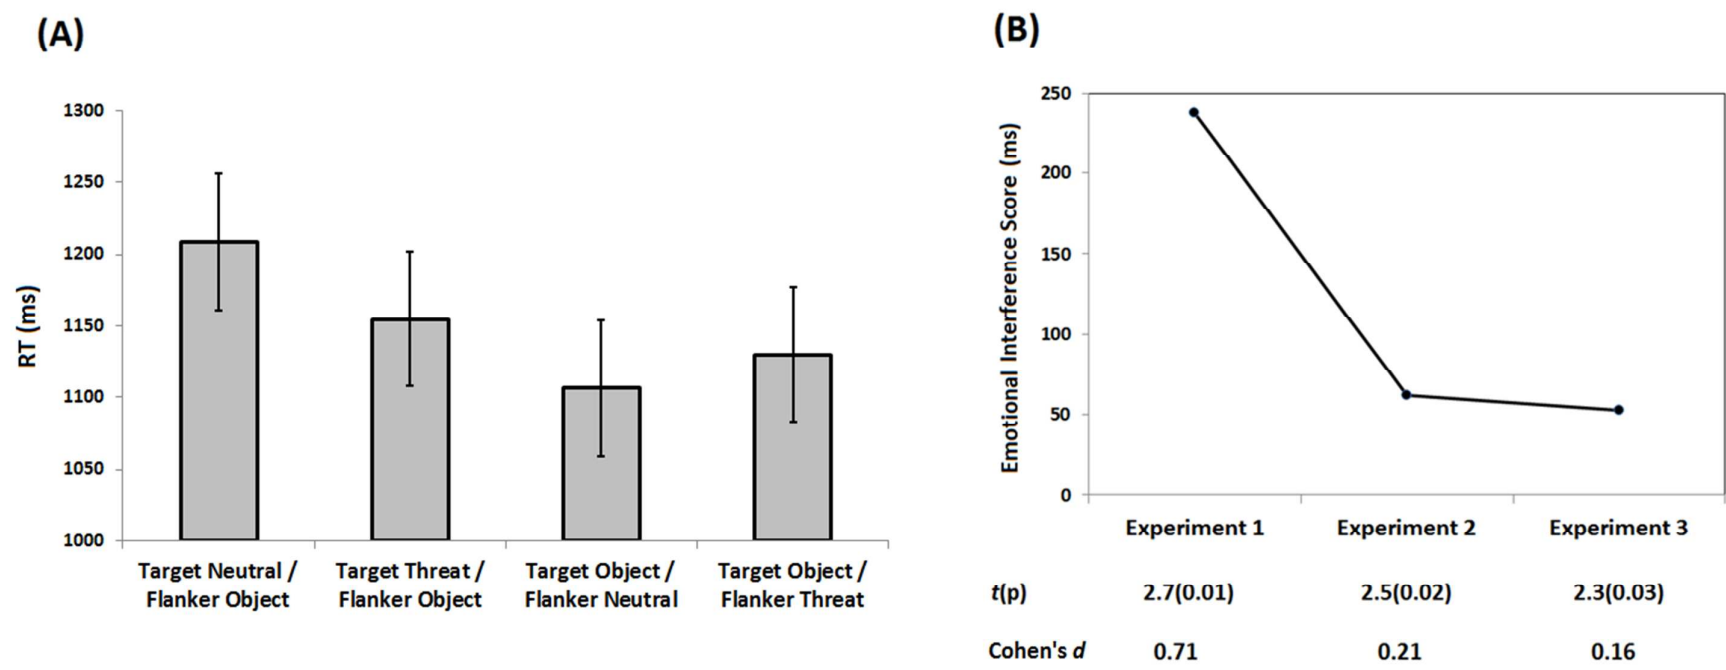 (A)
1300
1250
1200
1150
1100
1050
1000
RT (ms)
Target Neutral / Flanker Object
Target Threat / Flanker Object
Target Object / Flanker Neutral
Target Object / Flanker Threat
(B)
250
200
150
100
50
0
Emotional Interference Score (ms)
Experiment 1 Experiment 2 Experiment 3
t(p) 2.7(0.01) 2.5(0.02) 2.3(0.03)
Cohen's d 0.71 0.21 0.16